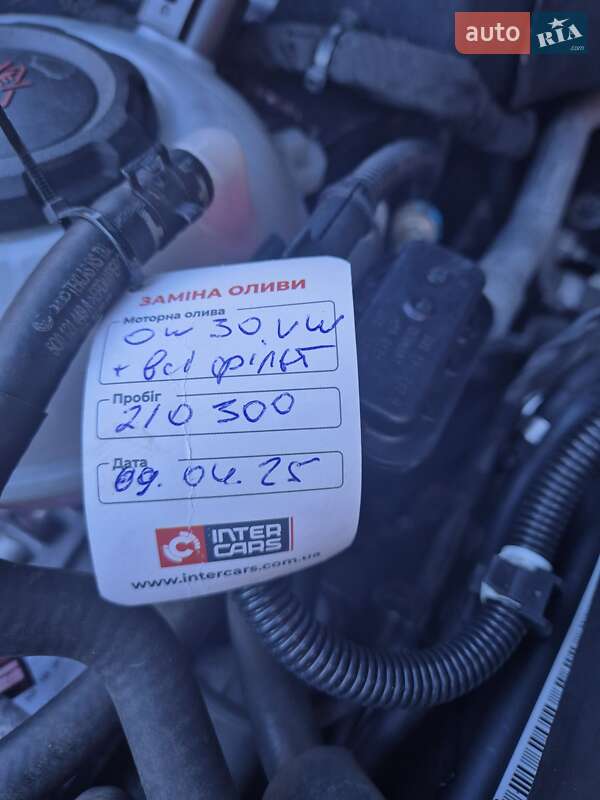 auto RIA.com
ЗАМІНА ОЛИВИ
Моторна олива
0W 30 VW
+ всі фільт
Пробіг
210 300
Дата
09.04.25
INTER
CARS
www.intercars.com.ua